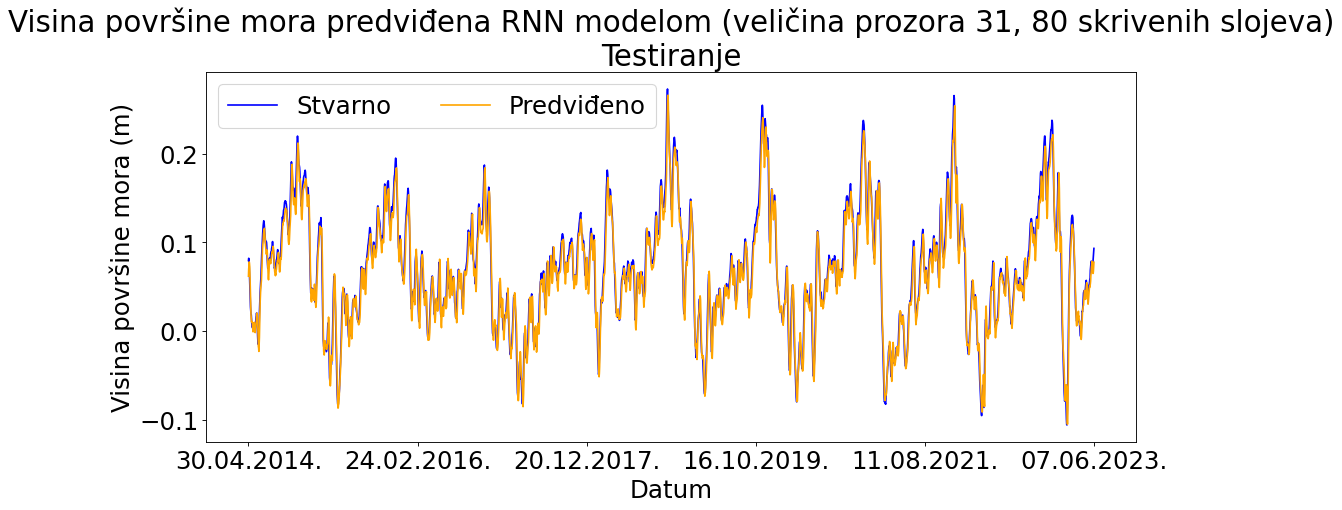 Visina površine mora predviđena RNN modelom (veličina prozora 31, 80 skrivenih slojeva)
Testiranje
Stvarno
Predviđeno
Visina površine mora (m)
0.2
0.1
0.0
−0.1
30.04.2014.
24.02.2016.
20.12.2017.
16.10.2019.
11.08.2021.
07.06.2023.
Datum